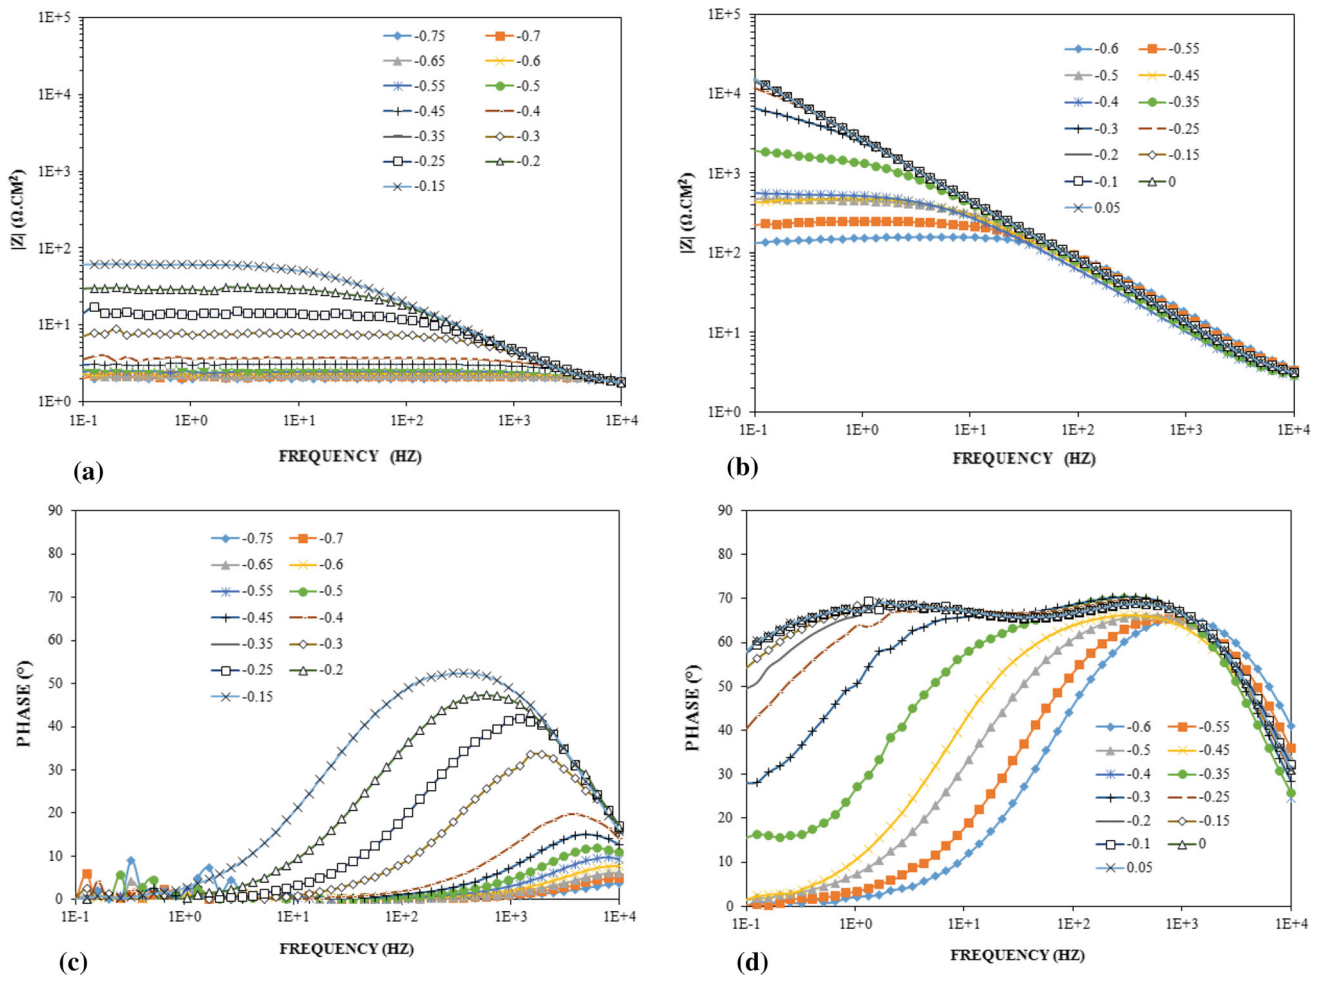 1E+5
1E+4
1E+3
1E+2
1E+1
1E+0
|Z| (Ω.CM²)
-0.75 -0.7
-0.65 -0.6
-0.55 -0.5
-0.45 -0.4
-0.35 -0.3
-0.25 -0.2
-0.15
1E-1 1E+0 1E+1 1E+2 1E+3 1E+4
FREQUENCY (HZ)
(a)
1E+5
1E+4
1E+3
1E+2
1E+1
1E+0
|Z| (Ω.CM²)
-0.6 -0.55
-0.5 -0.45
-0.4 -0.35
-0.3 -0.25
-0.2 -0.15
-0.1 0
0.05
1E-1 1E+0 1E+1 1E+2 1E+3 1E+4
FREQUENCY (HZ)
(b)
90
80
70
60
50
40
30
20
10
0
PHASE (°)
-0.75 -0.7
-0.65 -0.6
-0.55 -0.5
-0.45 -0.4
-0.35 -0.3
-0.25 -0.2
-0.15
1E-1 1E+0 1E+1 1E+2 1E+3 1E+4
FREQUENCY (HZ)
(c)
90
80
70
60
50
40
30
20
10
0
PHASE (°)
-0.6 -0.55
-0.5 -0.45
-0.4 -0.35
-0.3 -0.25
-0.2 -0.15
-0.1 0
0.05
1E-1 1E+0 1E+1 1E+2 1E+3 1E+4
FREQUENCY (HZ)
(d)